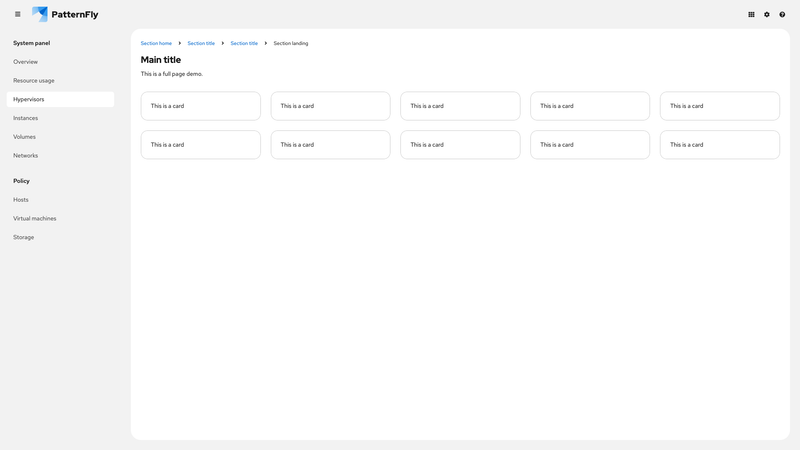 PatternFly
System panel
Overview
Resource usage
Hypervisors
Instances
Volumes
Networks
Policy
Hosts
Virtual machines
Storage
Section home Section title Section title Section landing
Main title
This is a full page demo.
This is a card This is a card This is a card This is a card This is a card
This is a card This is a card This is a card This is a card This is a card